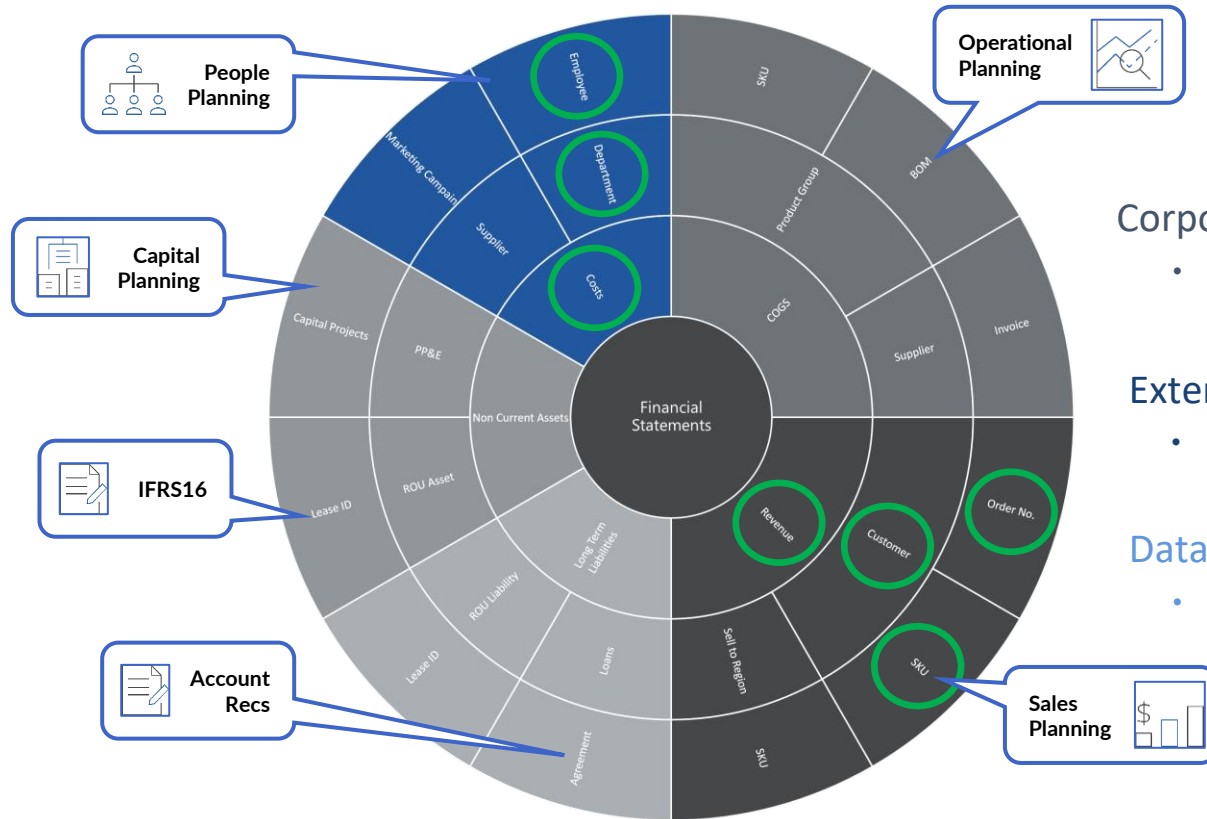 People
Planning
Capital
Planning
IFRS16
Account
Recs
Operational
Planning
Sales
Planning
$
Financial
Statements
Costs
Department
Employee
Supplier
Marketing Campain
COGS
Product Group
SKU
BOM
Supplier
Invoice
Revenue
Customer
Order No.
SKU
Sell to Region
SKU
Long Term
Liabilities
Loans
Agreement
ROU Liability
Lease ID
Non Current Assets
ROU Asset
Lease ID
PP&E
Capital Projects
Corpo
•
Exter
•
Data
•